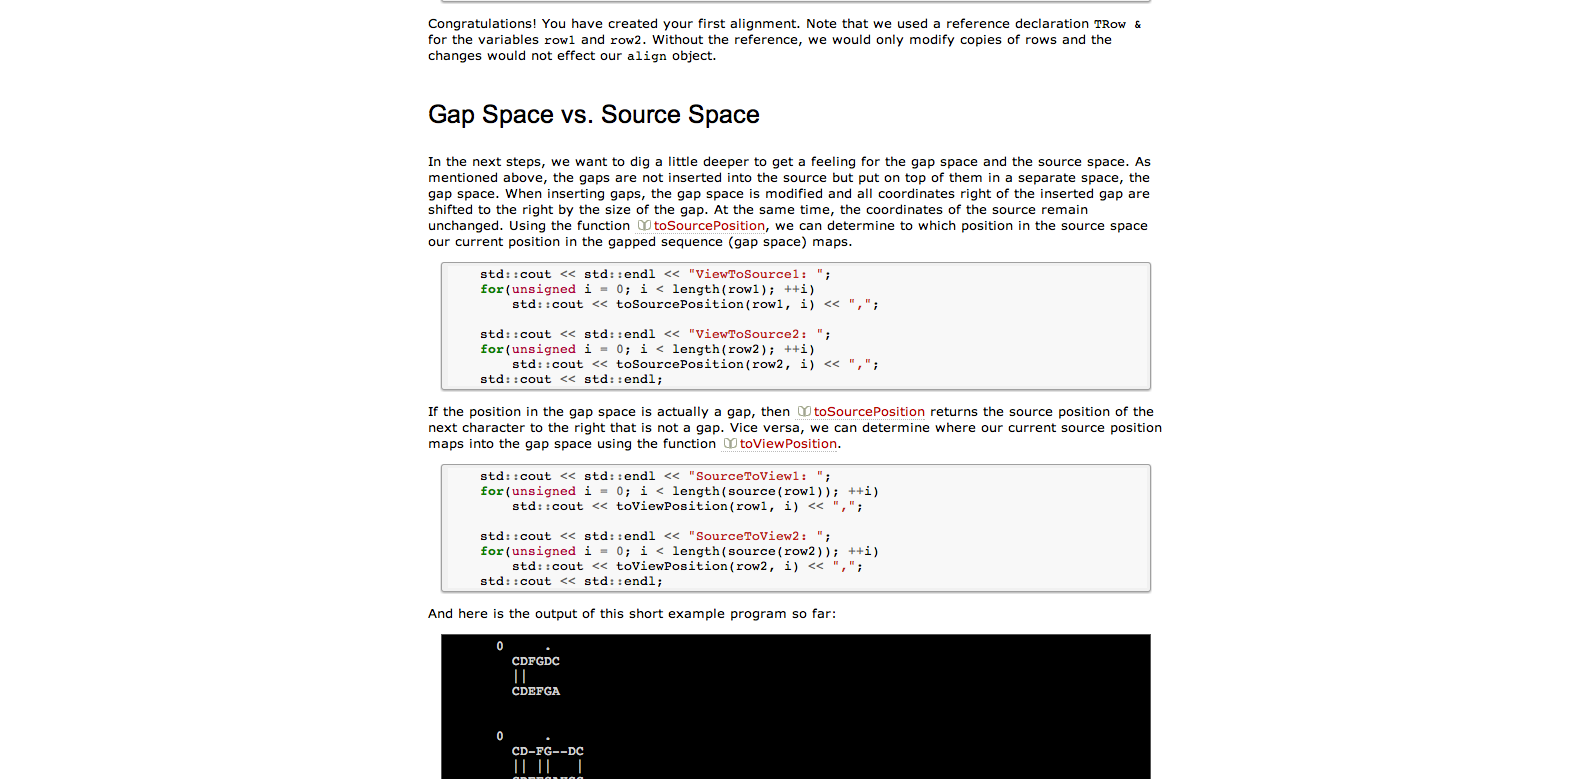 Congratulations! You have created your first alignment. Note that we used a reference declaration TRow &
for the variables row1 and row2. Without the reference, we would only modify copies of rows and the
changes would not effect our align object.
Gap Space vs. Source Space
In the next steps, we want to dig a little deeper to get a feeling for the gap space and the source space. As
mentioned above, the gaps are not inserted into the source but put on top of them in a separate space, the
gap space. When inserting gaps, the gap space is modified and all coordinates right of the inserted gap are
shifted to the right by the size of the gap. At the same time, the coordinates of the source remain
unchanged. Using the function toSourcePosition, we can determine to which position in the source space
our current position in the gapped sequence (gap space) maps.
std::cout << std::endl << "ViewToSource1: ";
for(unsigned i = 0; i < length(row1); ++i)
std::cout << toSourcePosition(row1, i) << ",";
std::cout << std::endl << "ViewToSource2: ";
for(unsigned i = 0; i < length(row2); ++i)
std::cout << toSourcePosition(row2, i) << ",";
std::cout << std::endl;
If the position in the gap space is actually a gap, then toSourcePosition returns the source position of the
next character to the right that is not a gap. Vice versa, we can determine where our current source position
maps into the gap space using the function toViewPosition.
std::cout << std::endl << "SourceToView1: ";
for(unsigned i = 0; i < length(source(row1)); ++i)
std::cout << toViewPosition(row1, i) << ",";
std::cout << std::endl << "SourceToView2: ";
for(unsigned i = 0; i < length(source(row2)); ++i)
std::cout << toViewPosition(row2, i) << ",";
std::cout << std::endl;
And here is the output of this short example program so far:
0     .
CDFGDC
||
CDEFGA
0     .
CD-FG--DC
|| ||   |